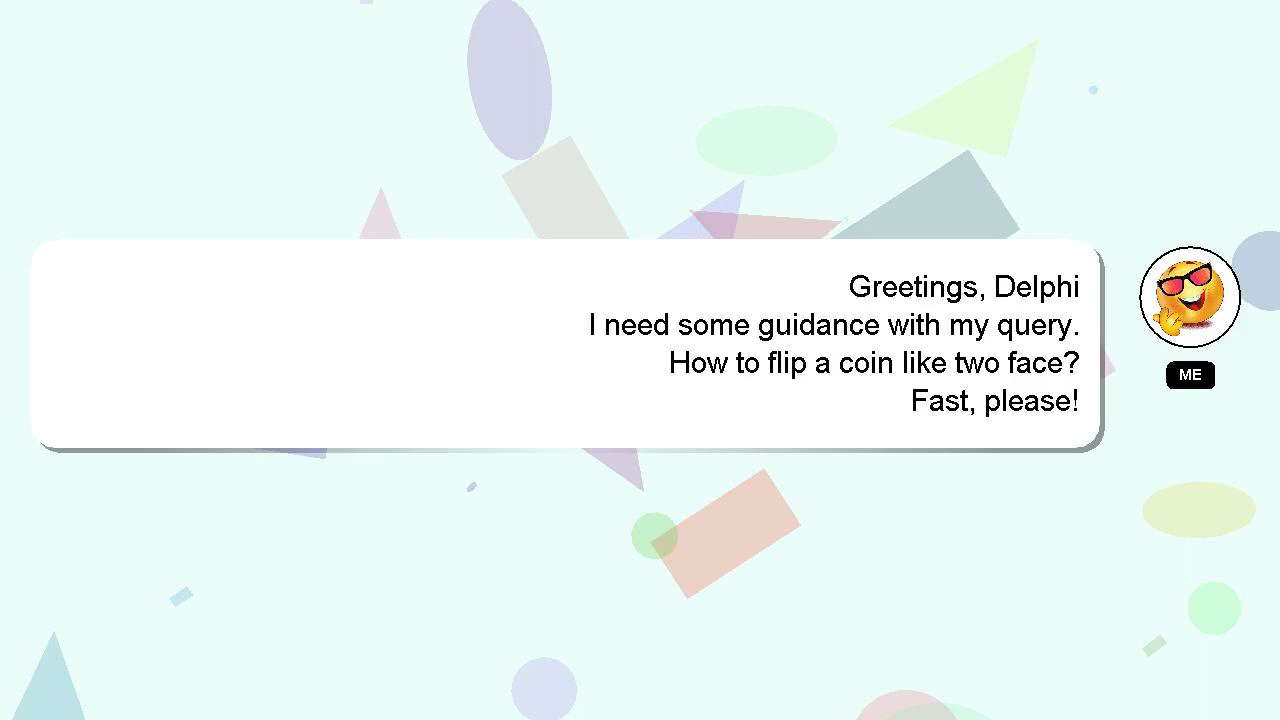 Greetings, Delphi
I need some guidance with my query.
How to flip a coin like two face?
Fast, please!
ME